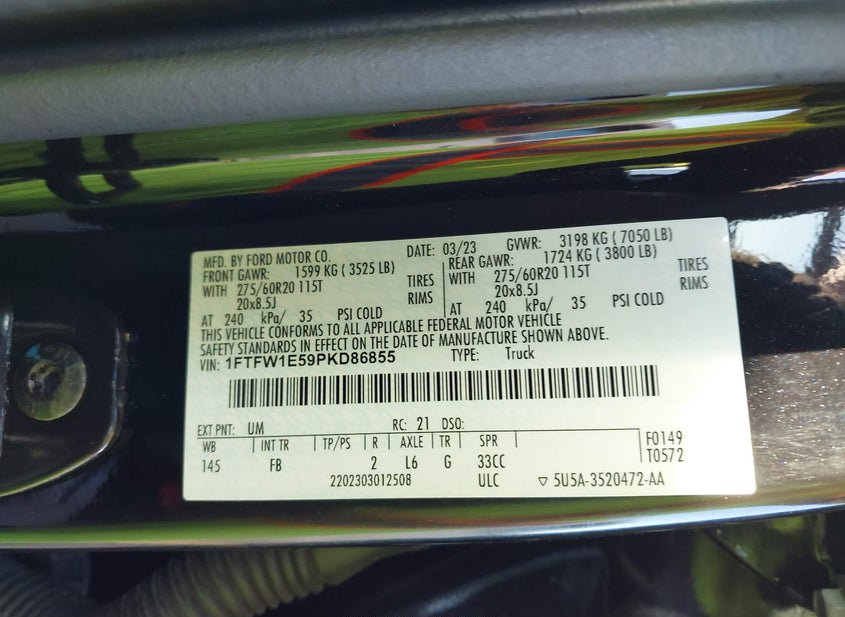 MFD. BY FORD MOTOR CO. DATE: 03/23 GVWR: 3198 KG ( 7050 LB)
FRONT GAWR: 1599 KG ( 3525 LB) REAR GAWR: 1724 KG ( 3800 LB)
WITH 275/60R20 115T TIRES WITH 275/60R20 115T TIRES
20x8.5J RIMS 20x8.5J RIMS
AT 240 kPa/ 35 PSI COLD AT 240 kPa/ 35 PSI COLD
THIS VEHICLE CONFORMS TO ALL APPLICABLE FEDERAL MOTOR VEHICLE
SAFETY STANDARDS IN EFFECT ON THE DATE OF MANUFACTURE SHOWN ABOVE.
VIN: 1FTFW1E59PKD86855 TYPE: Truck
EXT PNT: UM RC: 21 DSO:
WB INT TR TP/PS R AXLE TR SPR F0149
145 FB 2 L6 G 33CC T0572
2202303012508 ULC ▽ 5U5A-3520472-AA